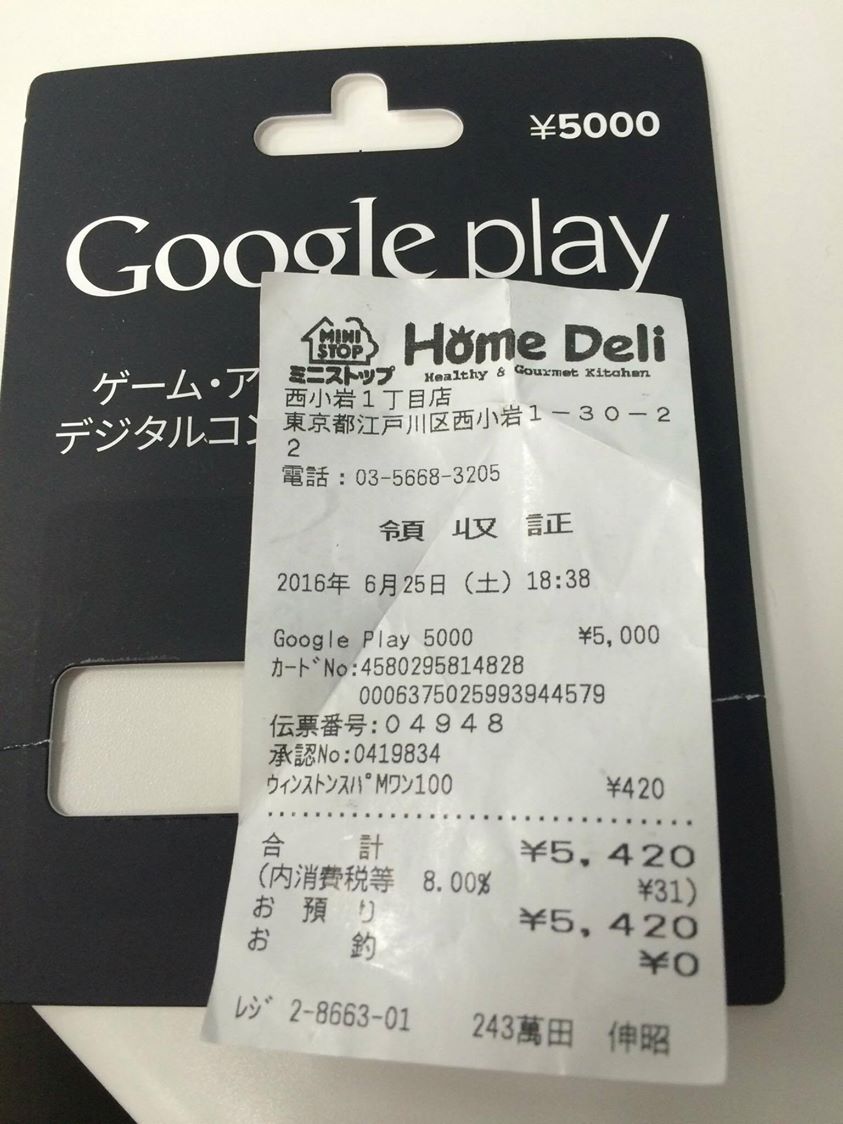 ¥5000
Google play
ゲーム・ア
デジタルコン
MINI STOP
ミニストップ
Home Deli
Healthy & Gourmet Kitchen
西小岩1丁目店
東京都江戸川区西小岩1-30-2
2
電話:03-5668-3205
領収証
2016年 6月25日(土)18:38
Google Play 5000 ¥5,000
カードNo:4580295814828
0006375025993944579
伝票番号:04948
承認No:0419834
ウィンストンスパMワン100 ¥420
合計 ¥5,420
(内消費税等 8.00% ¥31)
お預り ¥5,420
お釣 ¥0
レジ 2-8663-01 243萬田 伸昭